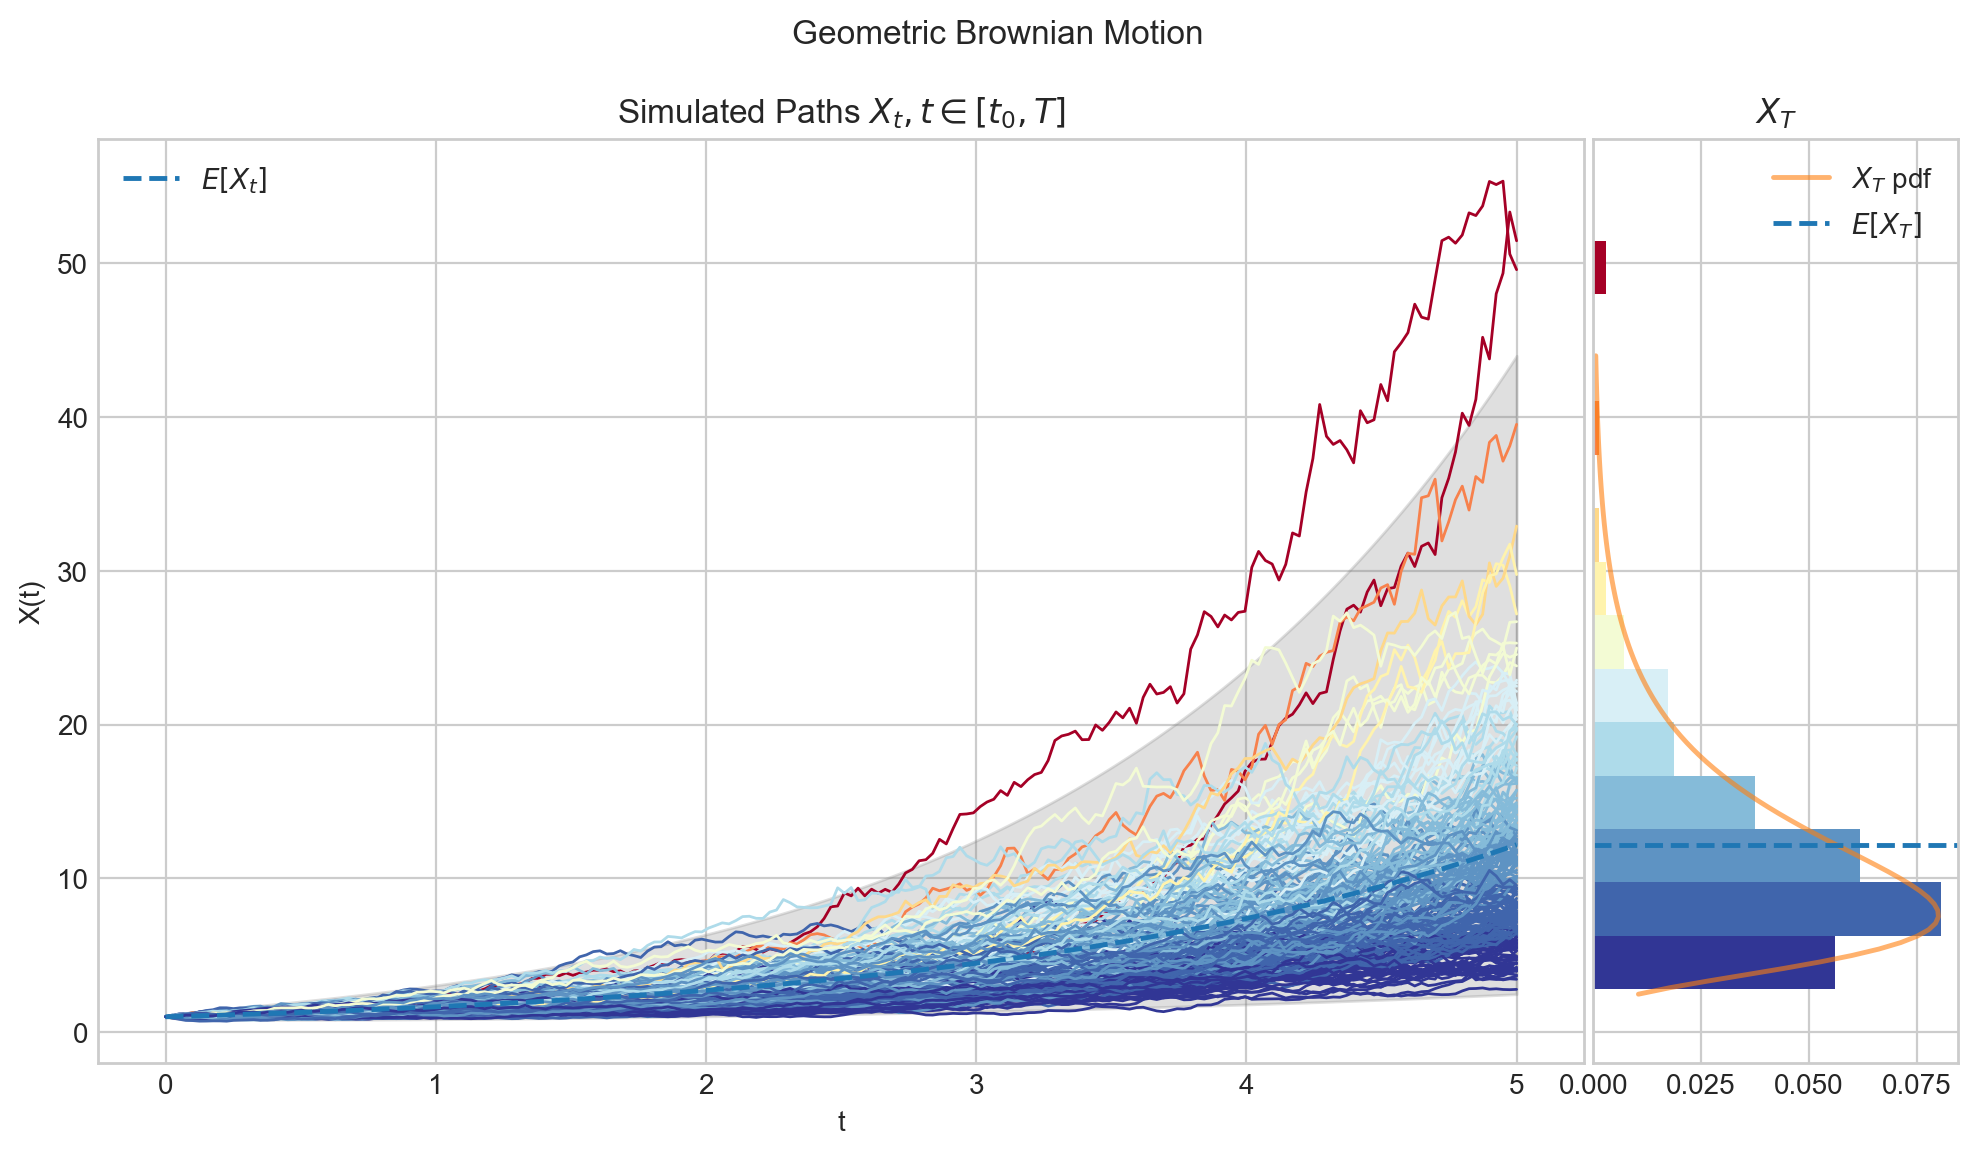 Geometric Brownian Motion
Simulated Paths $X_t, t \in [t_0, T]$
$X_T$
$E[X_t]$
$X_T$ pdf
$E[X_T]$
X(t)
50
40
30
20
10
0
0 1 2 3 4 5
0.000 0.025 0.050 0.075
t